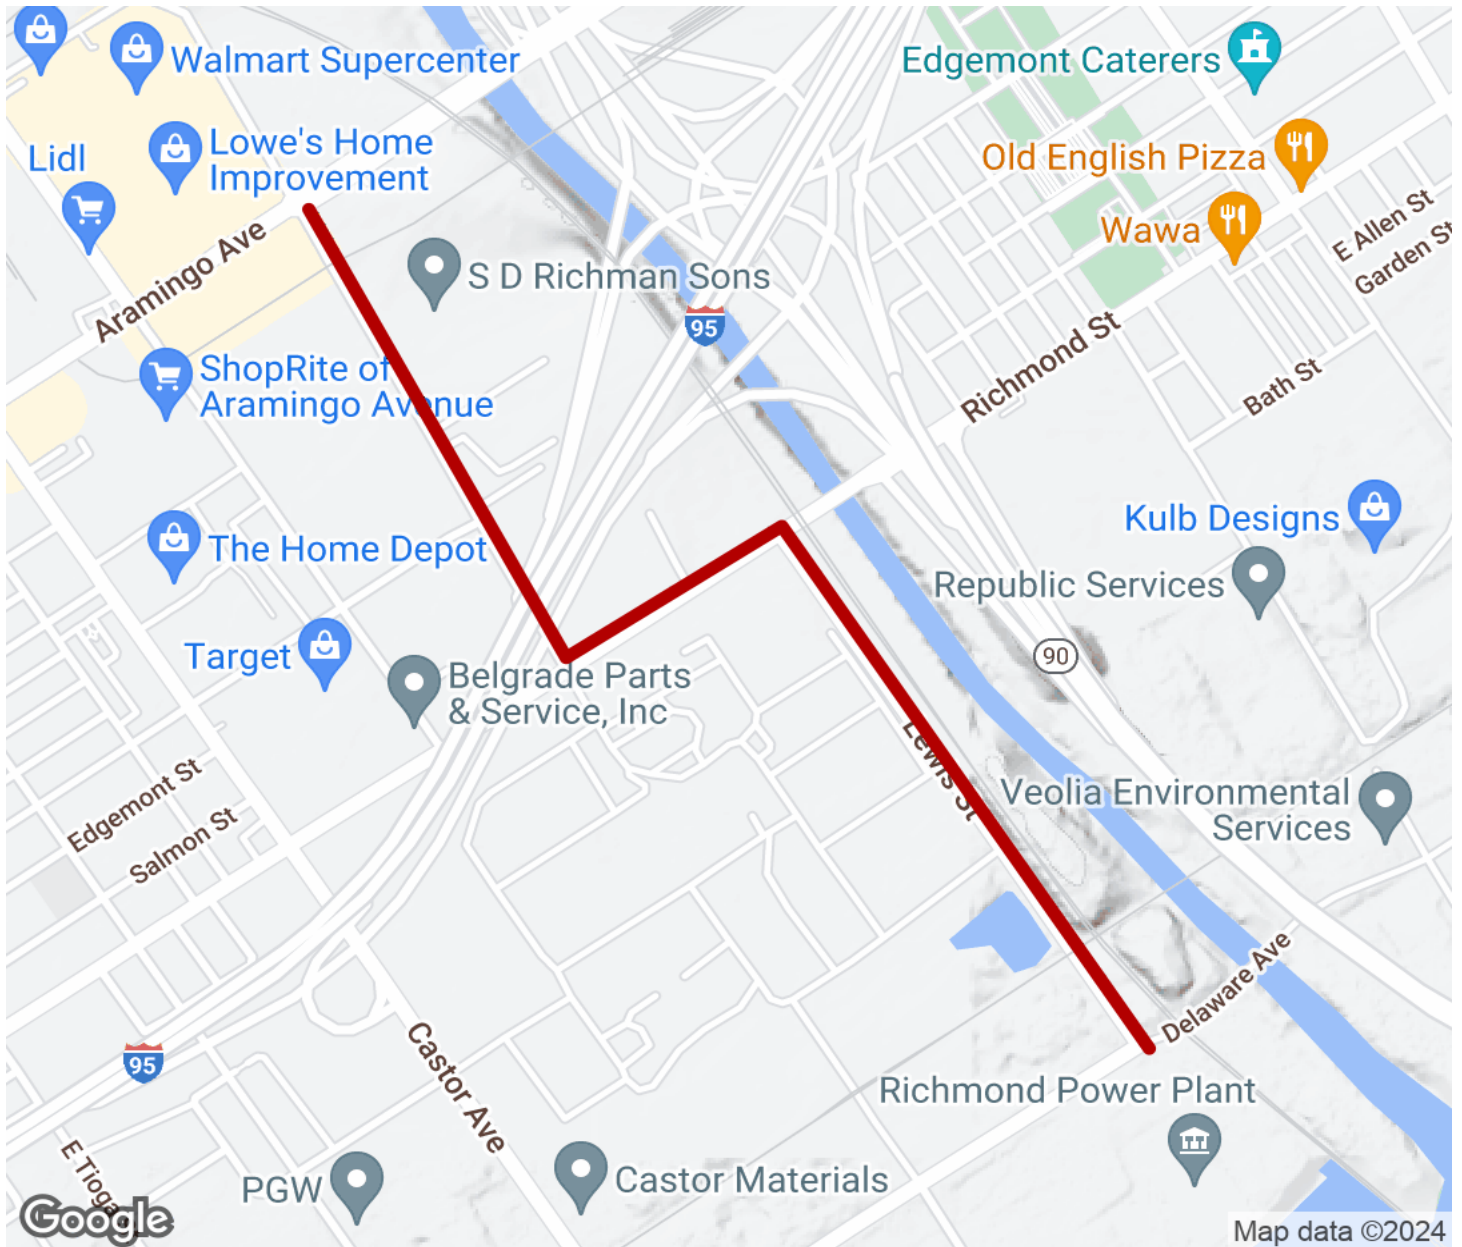 Walmart Supercenter
Edgemont Caterers
Lowe's Home
Improvement
Lidl
Old English Pizza
Wawa
E Allen St
Garden St
Aramingo Ave
S D Richman Sons
95
Richmond St
ShopRite of
Aramingo Avenue
Bath St
Kulb Designs
The Home Depot
Republic Services
Target
90
Belgrade Parts
& Service, Inc
Lewis St
Edgemont St
Veolia Environmental
Services
Salmon St
Delaware Ave
95
Castor Ave
Richmond Power Plant
E Tioga
PGW
Castor Materials
Google
Map data ©2024